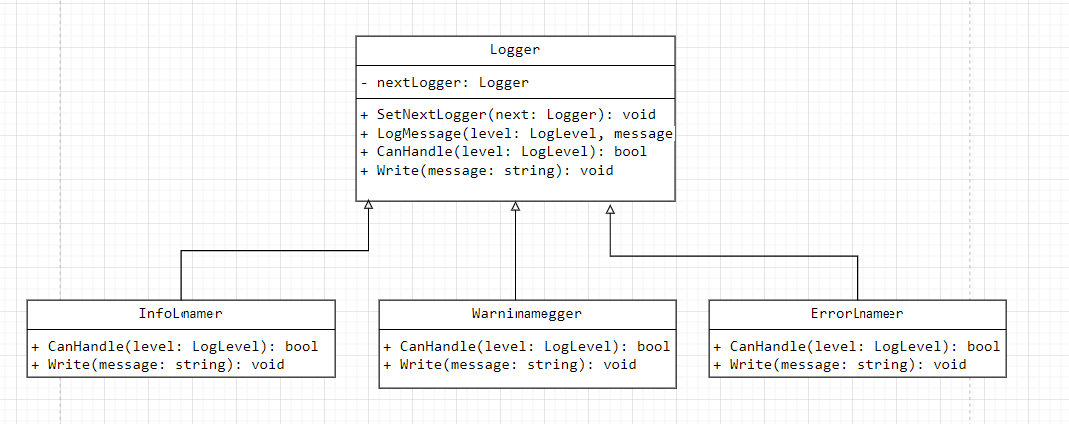 Logger
- nextLogger: Logger
+ SetNextLogger(next: Logger): void
+ LogMessage(level: LogLevel, message
+ CanHandle(level: LogLevel): bool
+ Write(message: string): void
+ CanHandle(level: LogLevel): bool
+ Write(message: string): void
+ CanHandle(level: LogLevel): bool
+ Write(message: string): void
+ CanHandle(level: LogLevel): bool
+ Write(message: string): void